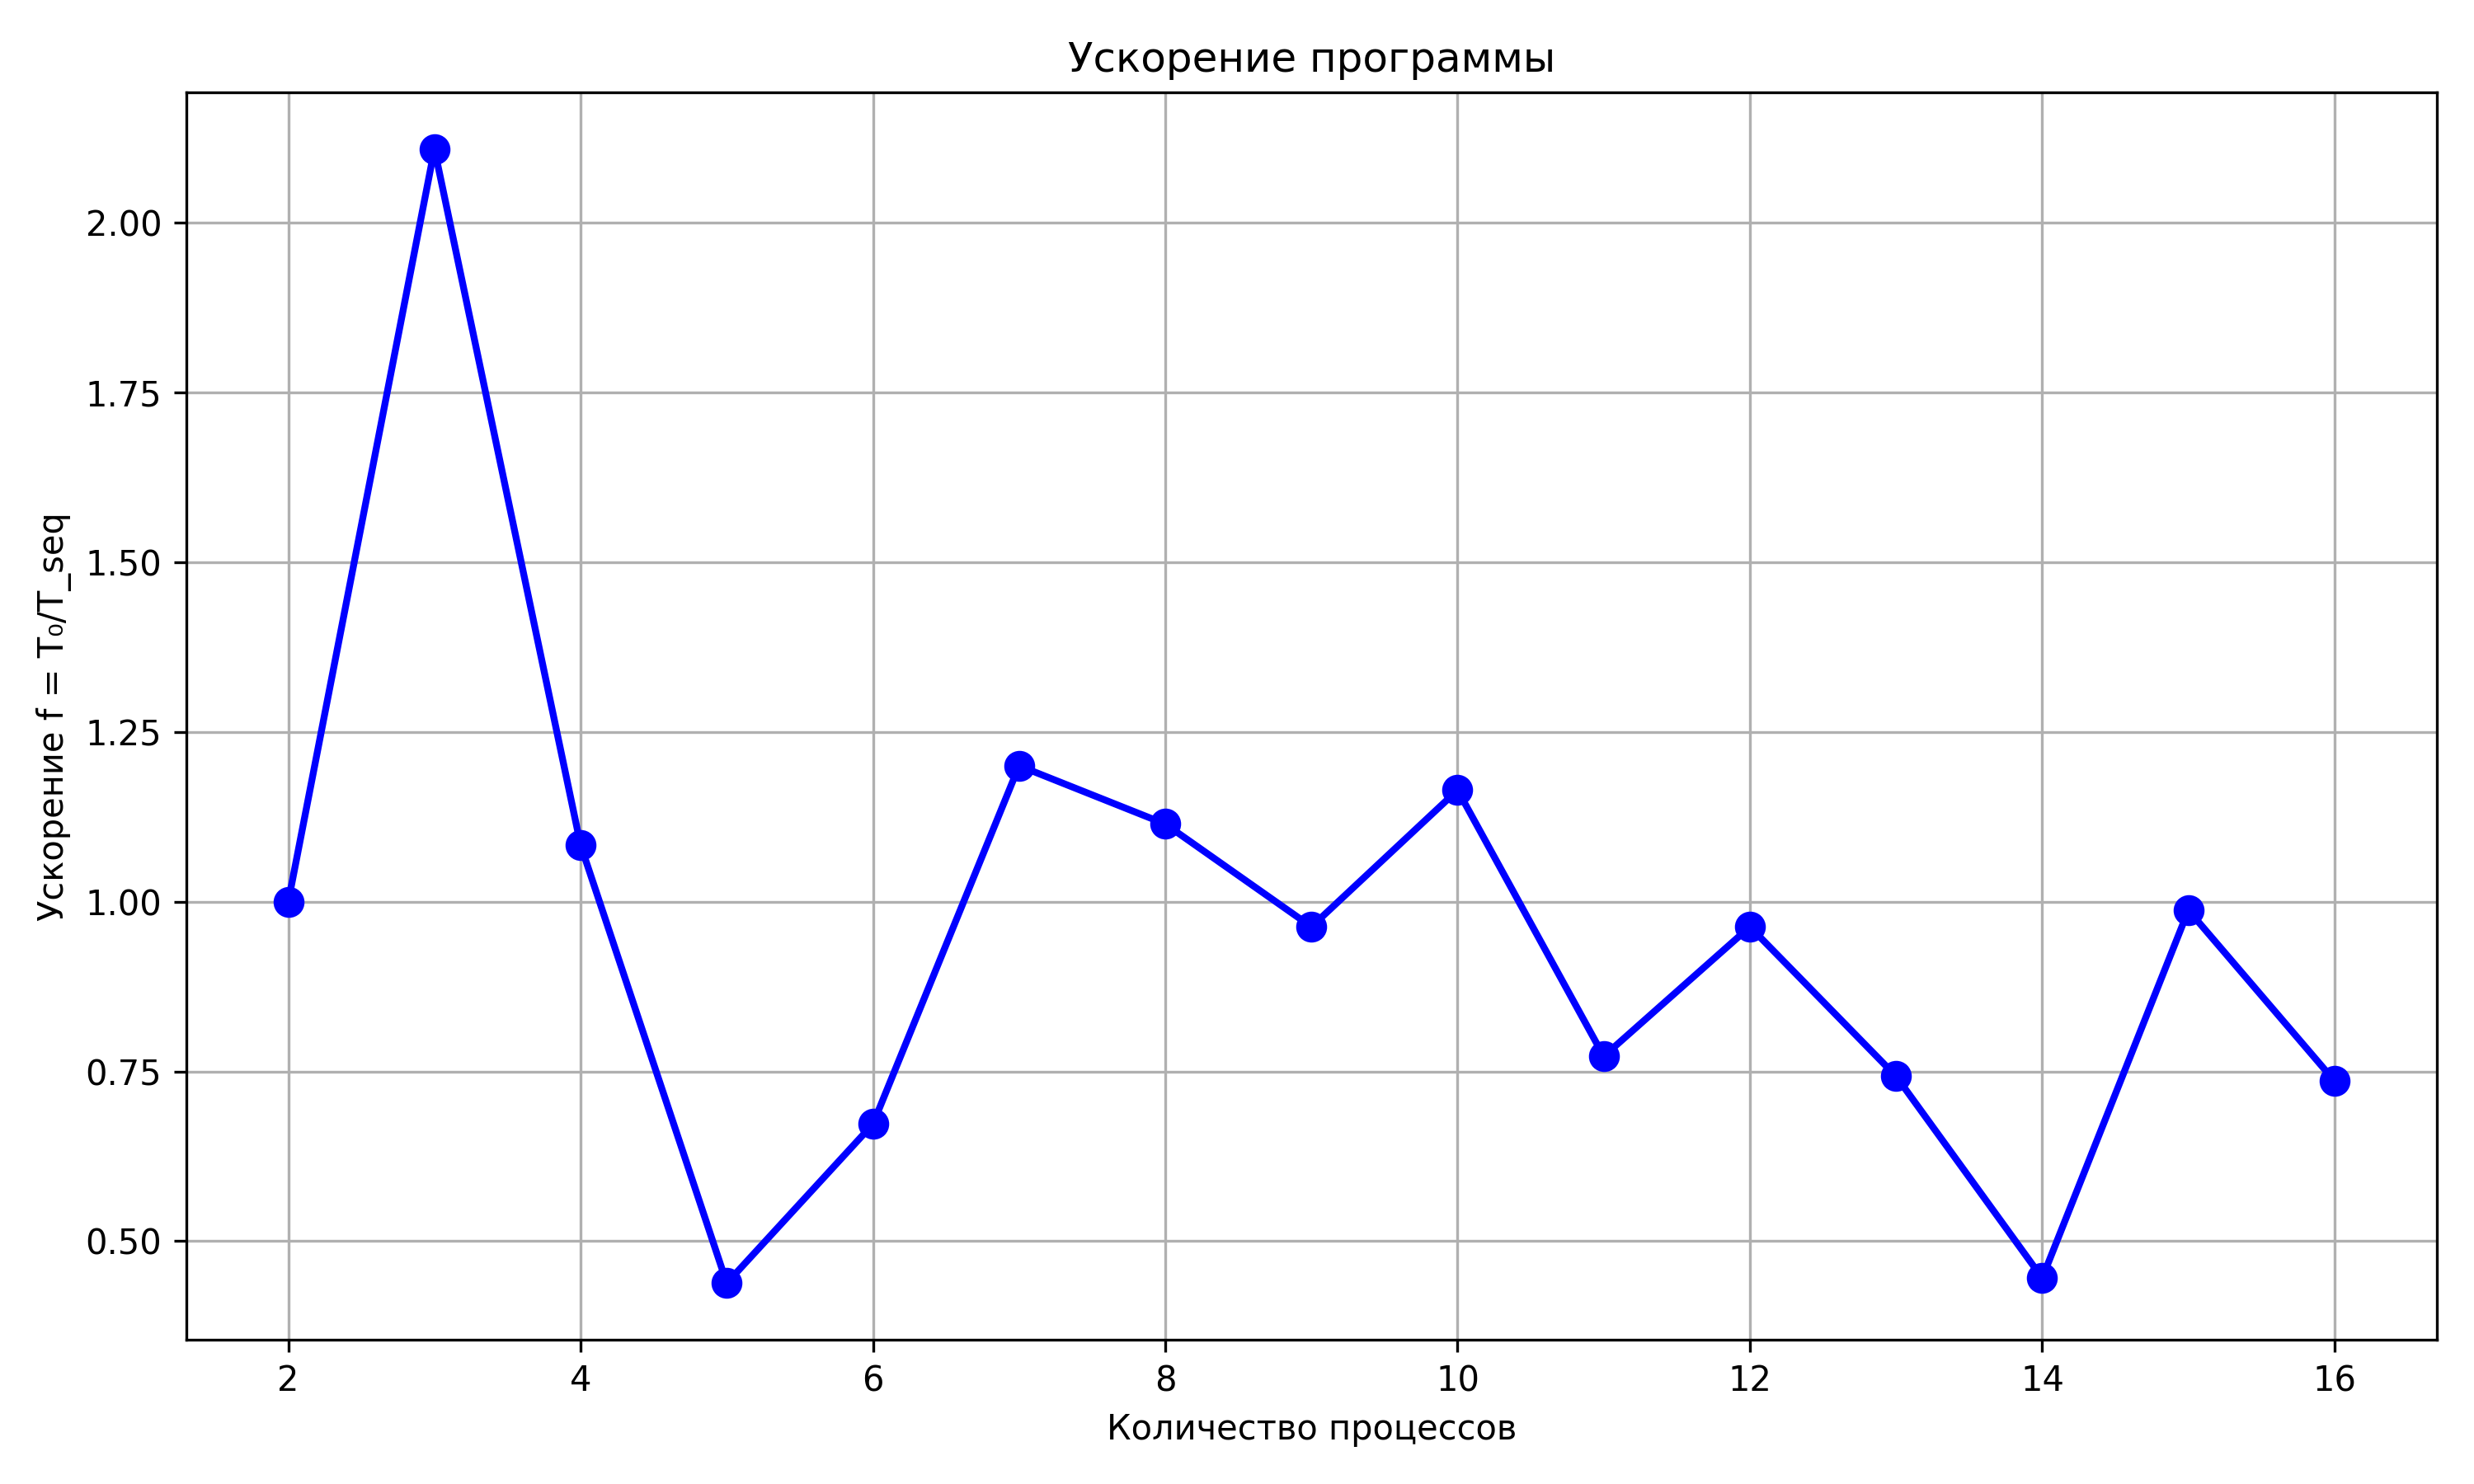 Ускорение программы
Ускорение f = T₀/T_seq
2.00
1.75
1.50
1.25
1.00
0.75
0.50
2 4 6 8 10 12 14 16
Количество процессов